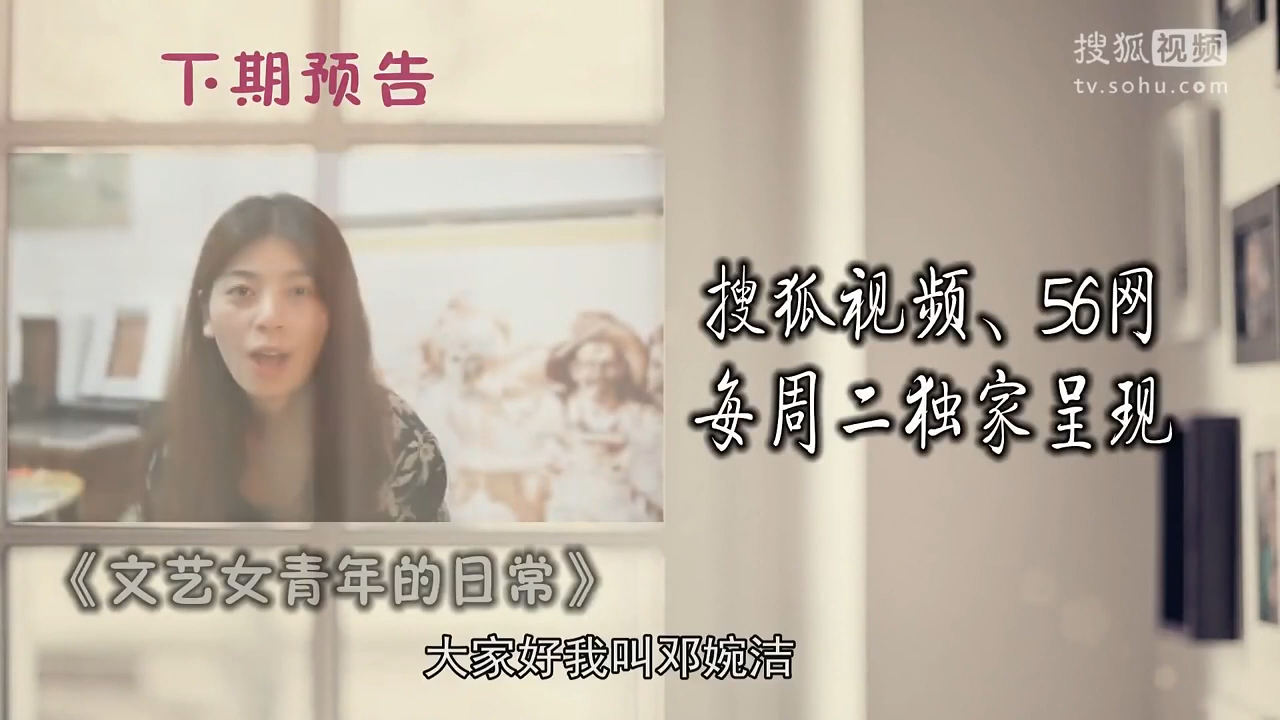 下期预告
搜狐视频
tv.sohu.com
搜狐视频、56网
每周二独家呈现
《文艺女青年的日常》
大家好我叫邓婉洁